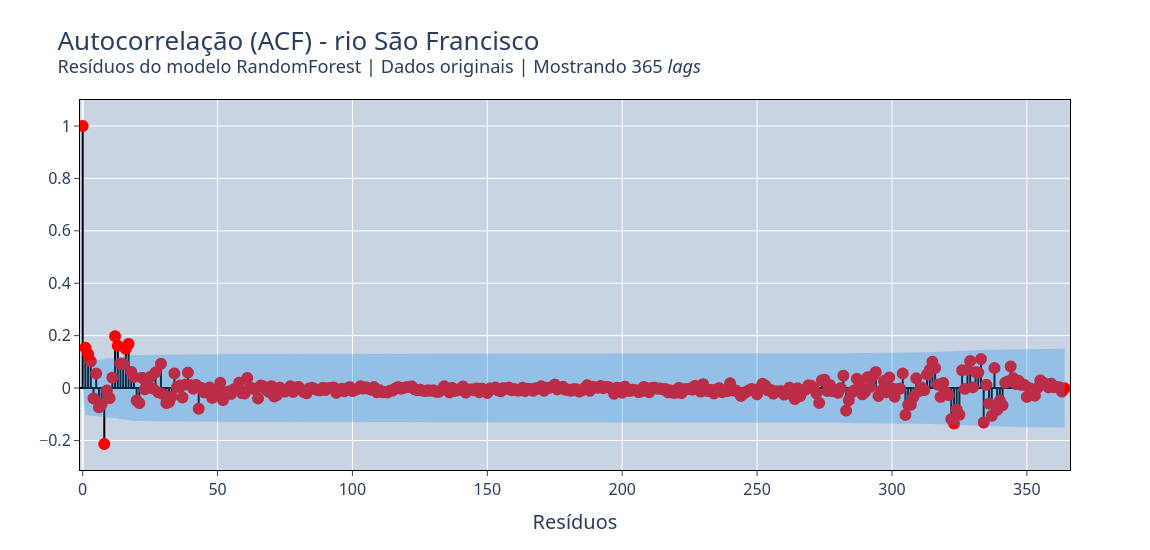 Autocorrelação (ACF) - rio São Francisco
Resíduos do modelo RandomForest | Dados originais | Mostrando 365 lags
1
0.8
0.6
0.4
0.2
0
−0.2
0 50 100 150 200 250 300 350
Resíduos